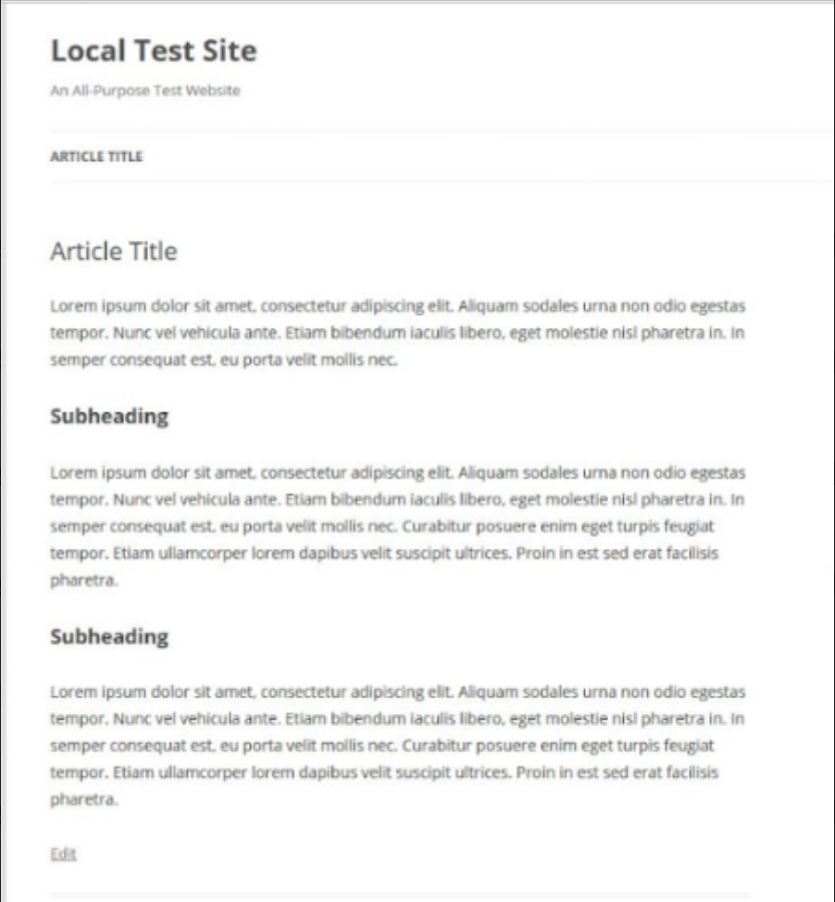 Local Test Site
An All-Purpose Test Website
ARTICLE TITLE
Article Title
Lorem ipsum dolor sit amet, consectetur adipiscing elit. Aliquam sodales urna non odio egestas
tempor. Nunc vel vehicula ante. Etiam bibendum iaculis libero, eget molestie nisl pharetra in. In
semper consequat est, eu porta velit mollis nec.
Subheading
Lorem ipsum dolor sit amet, consectetur adipiscing elit. Aliquam sodales urna non odio egestas
tempor. Nunc vel vehicula ante. Etiam bibendum iaculis libero, eget molestie nisl pharetra in. In
semper consequat est, eu porta velit mollis nec. Curabitur posuere enim eget turpis feugiat
tempor. Etiam ullamcorper lorem dapibus velit suscipit ultrices. Proin in est sed erat facilisis
pharetra.
Subheading
Lorem ipsum dolor sit amet, consectetur adipiscing elit. Aliquam sodales urna non odio egestas
tempor. Nunc vel vehicula ante. Etiam bibendum iaculis libero, eget molestie nisl pharetra in. In
semper consequat est, eu porta velit mollis nec. Curabitur posuere enim eget turpis feugiat
tempor. Etiam ullamcorper lorem dapibus velit suscipit ultrices. Proin in est sed erat facilisis
pharetra.
Edit